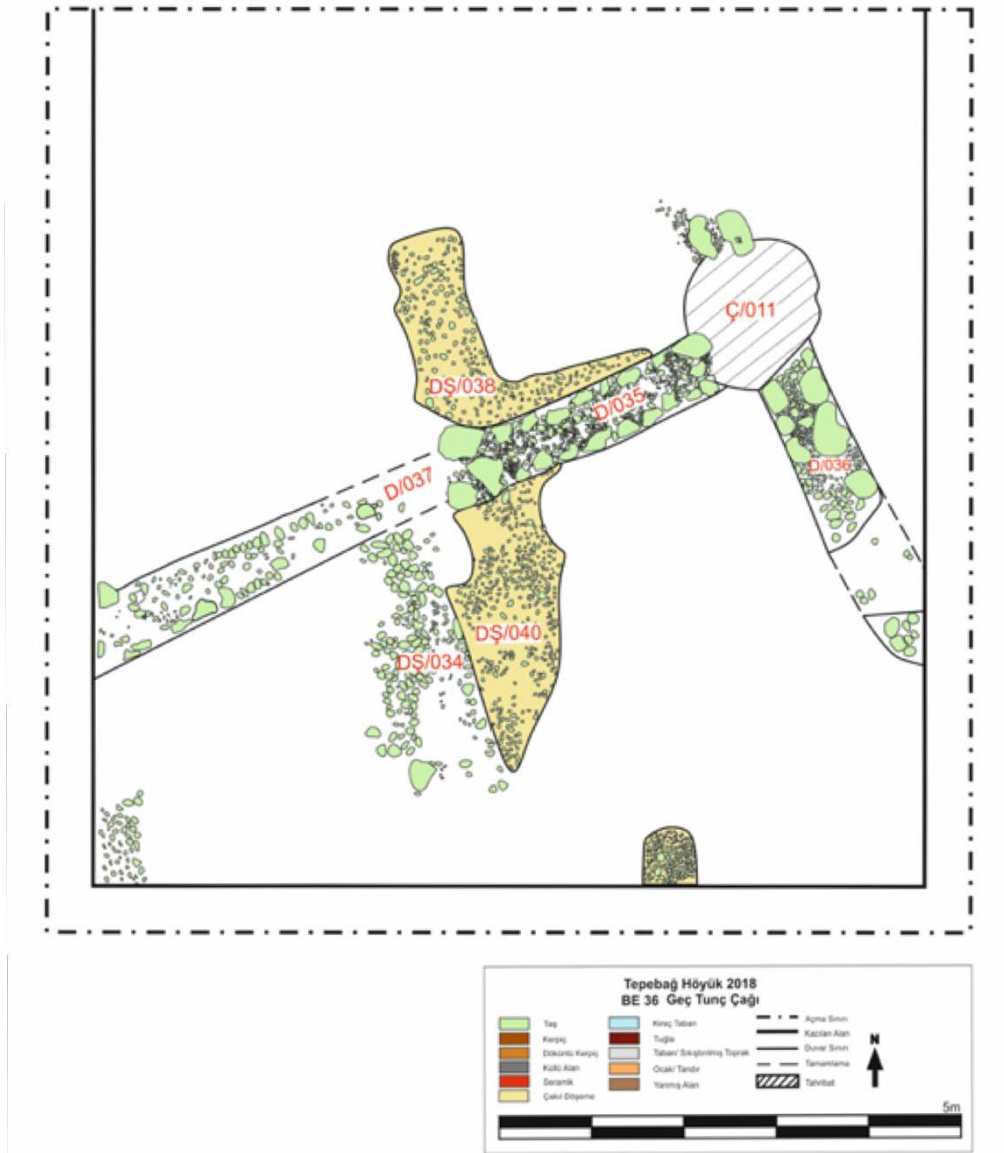 Ç/011
DŞ/038
D/035
D/037
D/036
DŞ/040
DŞ/034
Tepebağ Höyük 2018
BE 36 Geç Tunç Çağı
Taş
Kerpiç
Döküntü Kerpiç
Küllü Alan
Seramik
Çakıl Döşeme
Kireç Taban
Tuğla
Taban/ Sıkıştırılmış Toprak
Ocak/ Tandır
Yanmış Alan
Açma Sınırı
Kazılan Alan
Duvar Sınırı
Tamamlama
Tahribat
N
5m